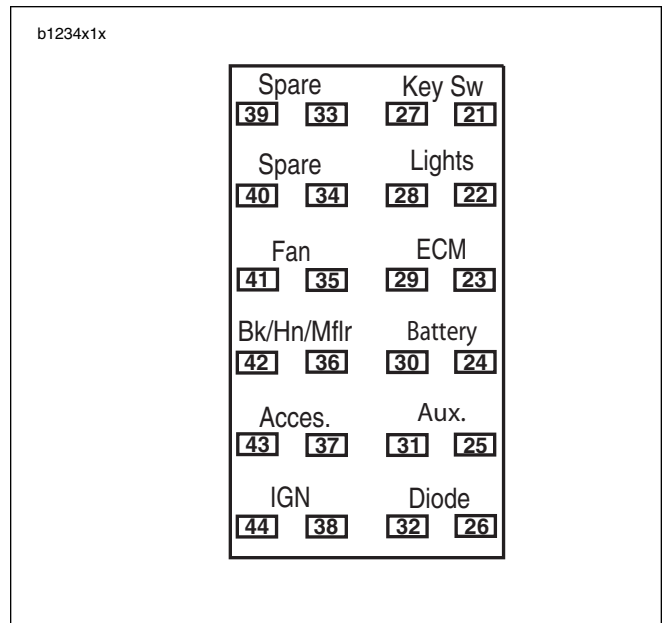 b1234x1x
Spare Key Sw
39 33 27 21
Spare Lights
40 34 28 22
Fan ECM
41 35 29 23
Bk/Hn/Mflr Battery
42 36 30 24
Acces. Aux.
43 37 31 25
IGN Diode
44 38 32 26